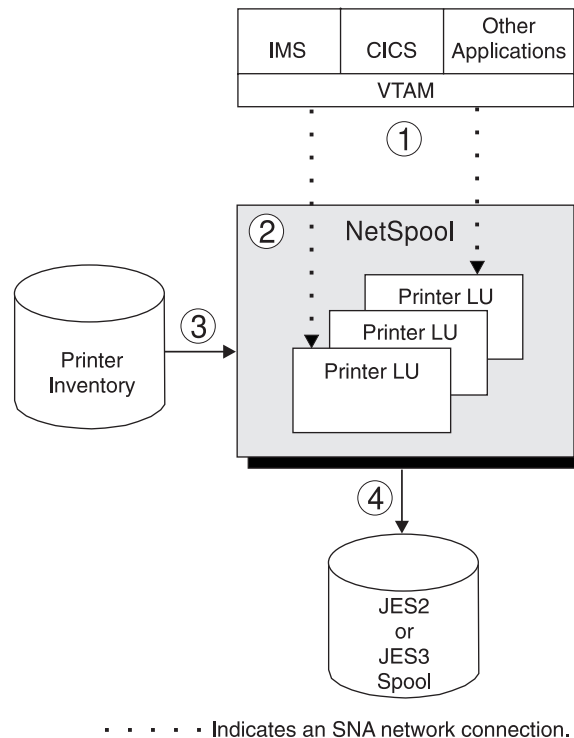 IMS
CICS
Other
Applications
VTAM
①
②
NetSpool
Printer LU
Printer LU
Printer LU
③
Printer
Inventory
④
JES2
or
JES3
Spool
Indicates an SNA network connection.